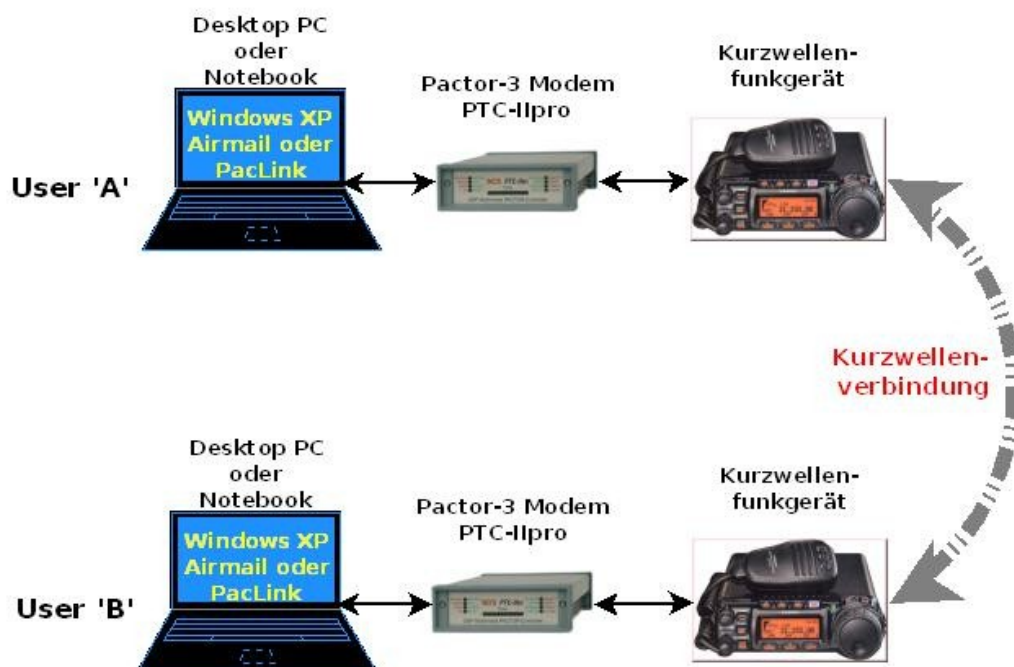 Desktop PC
oder
Notebook
Kurzwellen-
funkgerät
Pactor-3 Modem
PTC-IIpro
Windows XP
Airmail oder
PacLink
User 'A'
Kurzwellen-
verbindung
Desktop PC
oder
Notebook
Kurzwellen-
funkgerät
Pactor-3 Modem
PTC-IIpro
Windows XP
Airmail oder
PacLink
User 'B'